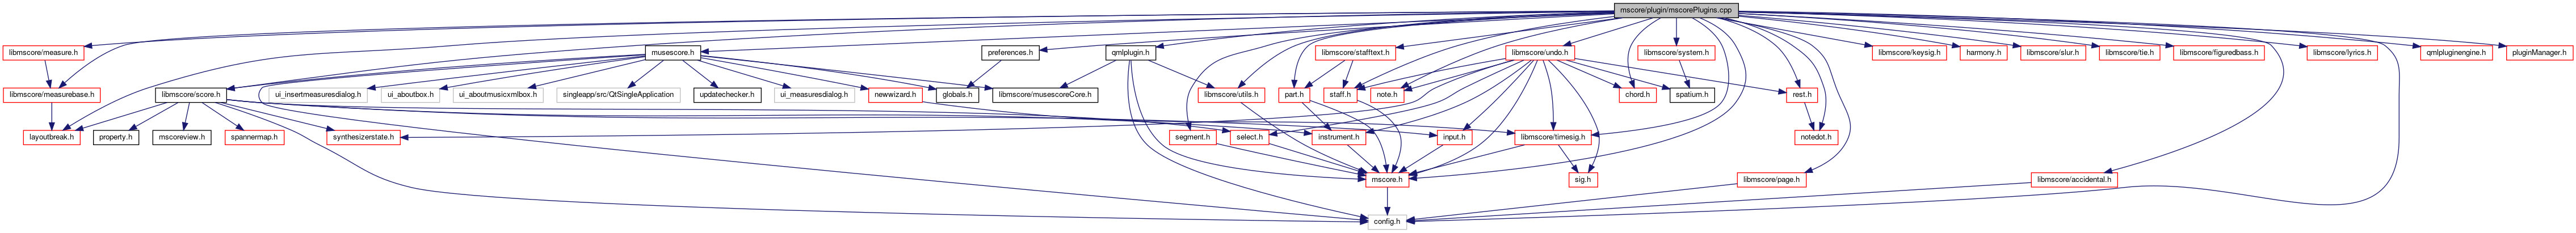 mscore/plugin/mscorePlugins.cpp
libmscore/measure.h
musescore.h
preferences.h
qmlplugin.h
libmscore/stafftext.h
libmscore/undo.h
libmscore/system.h
libmscore/keysig.h
harmony.h
libmscore/slur.h
libmscore/tie.h
libmscore/figuredbass.h
libmscore/lyrics.h
qmlpluginengine.h
pluginManager.h
libmscore/measurebase.h
libmscore/score.h
ui_insertmeasuresdialog.h
ui_aboutbox.h
ui_aboutmusicxmlbox.h
singleapp/src/QtSingleApplication
updatechecker.h
ui_measuresdialog.h
newwizard.h
globals.h
libmscore/musescoreCore.h
libmscore/utils.h
part.h
staff.h
note.h
chord.h
spatium.h
rest.h
layoutbreak.h
property.h
mscoreview.h
spannermap.h
synthesizerstate.h
segment.h
select.h
instrument.h
input.h
libmscore/timesig.h
notedot.h
mscore.h
sig.h
libmscore/page.h
libmscore/accidental.h
config.h